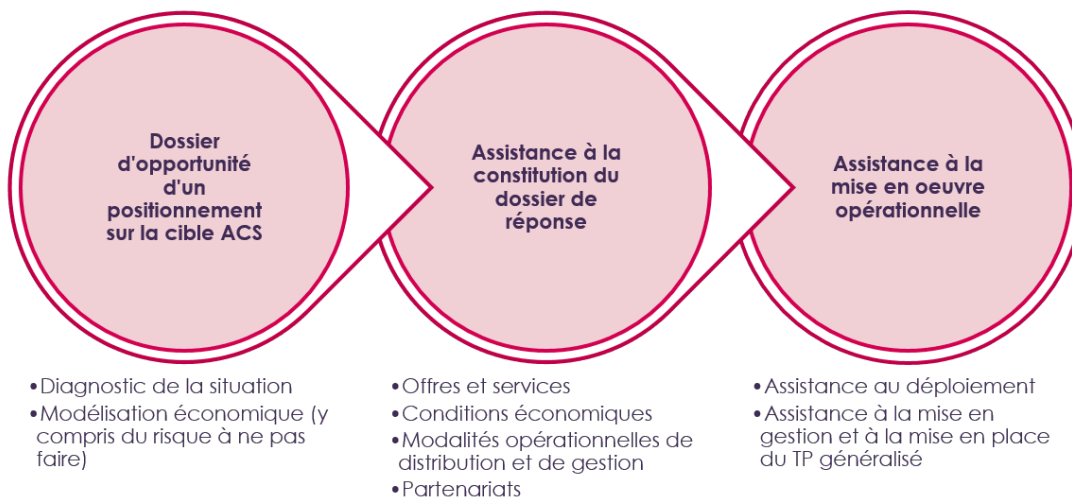 Dossier
d'opportunité
d'un
positionnement
sur la cible ACS
•Diagnostic de la situation
•Modélisation économique (y
compris du risque à ne pas
faire)
Assistance à la
constitution du
dossier de
réponse
•Offres et services
•Conditions économiques
•Modalités opérationnelles de
distribution et de gestion
•Partenariats
Assistance à la
mise en oeuvre
opérationnelle
•Assistance au déploiement
•Assistance à la mise en
gestion et à la mise en place
du TP généralisé